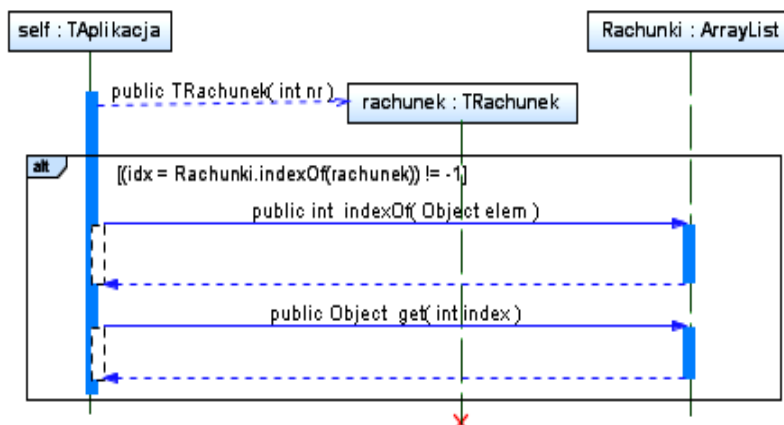 self : TAplikacja
Rachunki : ArrayList
public TRachunek( int nr )
rachunek : TRachunek
alt
[(idx = Rachunki.indexOf(rachunek)) != -1]
public int indexOf( Object elem )
public Object get( int index )